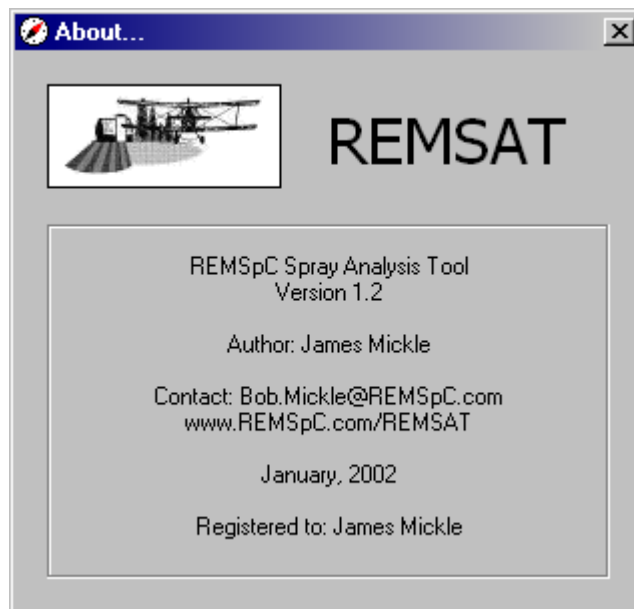 About...
REMSAT
REMSpC Spray Analysis Tool
Version 1.2
Author: James Mickle
Contact: Bob.Mickle@REMSpC.com
www.REMSpC.com/REMSAT
January, 2002
Registered to: James Mickle